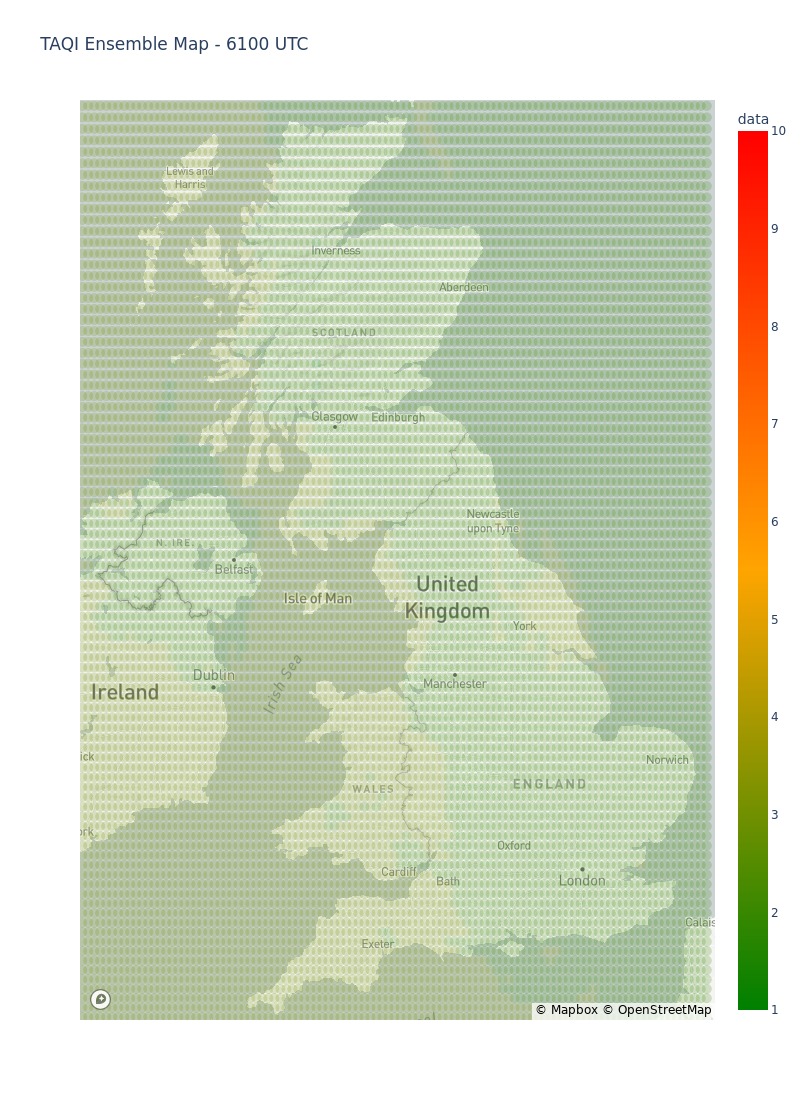 TAQI Ensemble Map - 6100 UTC
data
10
9
8
7
6
5
4
3
2
1
Lewis and
Harris
Inverness
Aberdeen
SCOTLAND
Glasgow
Edinburgh
Newcastle
upon Tyne
N. IRE.
Belfast
Isle of Man
United
Kingdom
York
Irish Sea
Dublin
Manchester
Ireland
Norwich
ick
WALES
ENGLAND
ork
Oxford
Cardiff
Bath
London
Calais
Exeter
© Mapbox © OpenStreetMap